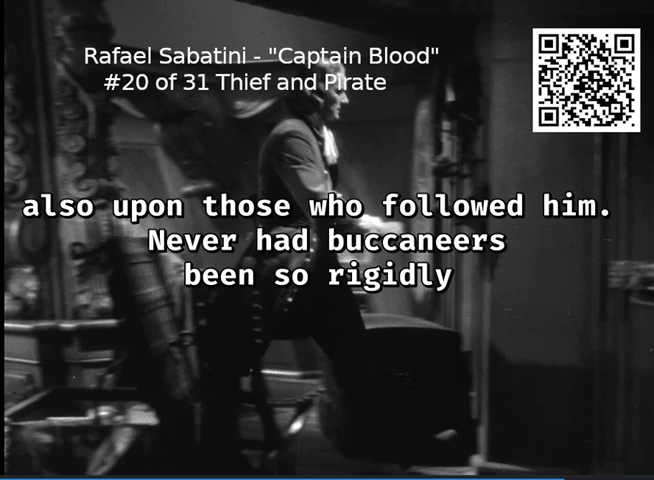 Rafael Sabatini - "Captain Blood"
#20 of 31 Thief and Pirate
also upon those who followed him.
Never had buccaneers
been so rigidly